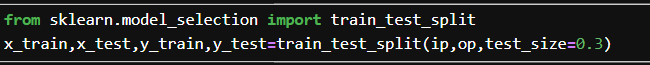 from sklearn.model_selection import train_test_split
x_train,x_test,y_train,y_test=train_test_split(ip,op,test_size=0.3)